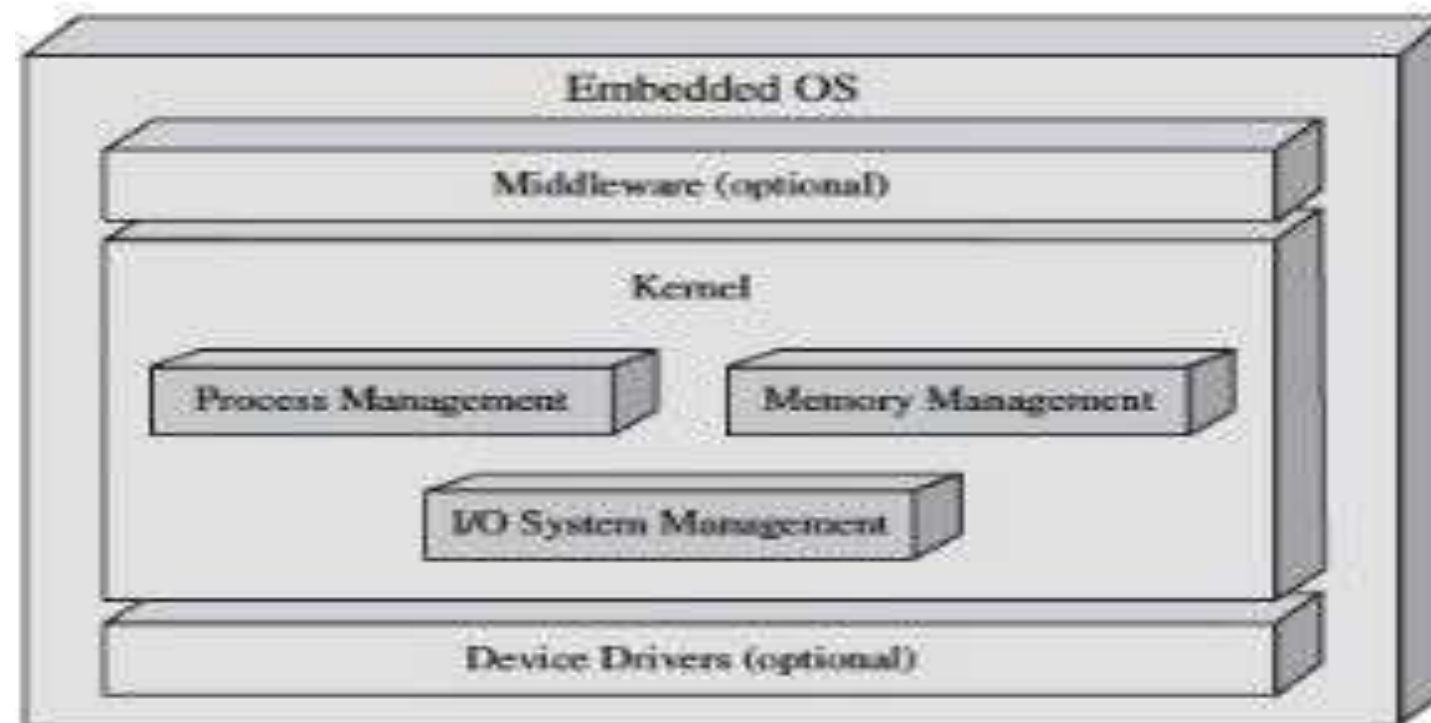 Embedded OS
Middleware (optional)
Kernel
Process Management
Memory Management
I/O System Management
Device Drivers (optional)